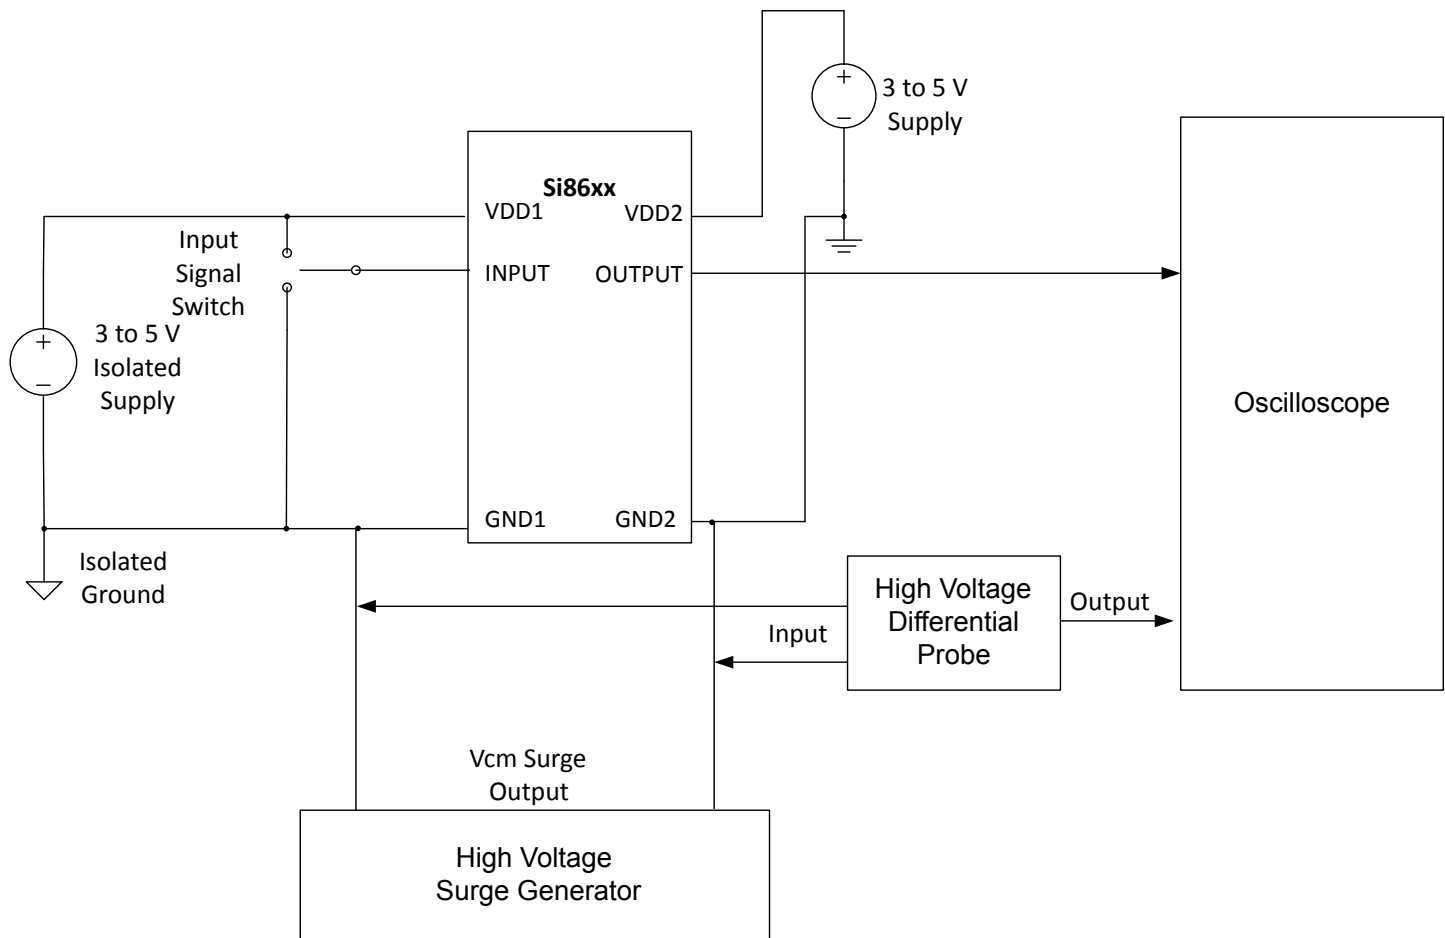 3 to 5 V
Supply
Si86xx
VDD1
VDD2
Input
Signal
Switch
INPUT
OUTPUT
3 to 5 V
Isolated
Supply
Oscilloscope
GND1
GND2
Isolated
Ground
High Voltage
Differential
Probe
Output
Input
Vcm Surge
Output
High Voltage
Surge Generator